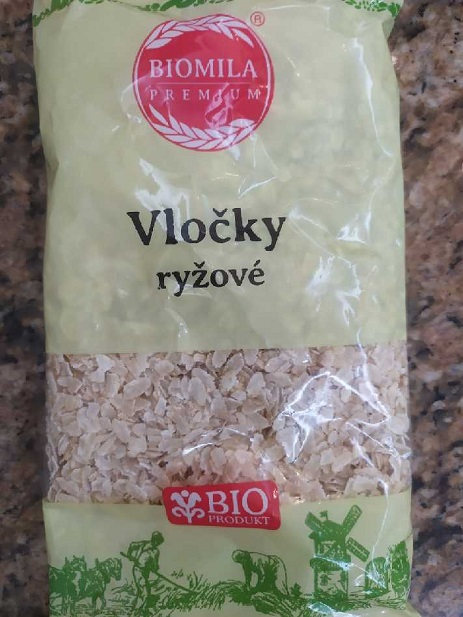 ®
BIOMILA
PREMIUM
Vločky
ryžové
BIO
PRODUKT